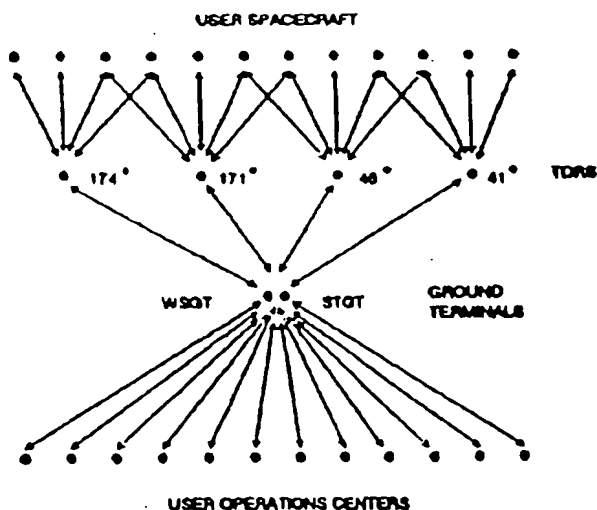 USER SPACECRAFT
174° 171° 46° 41° TDRS
WSGT STGT GROUND
TERMINALS
USER OPERATIONS CENTERS